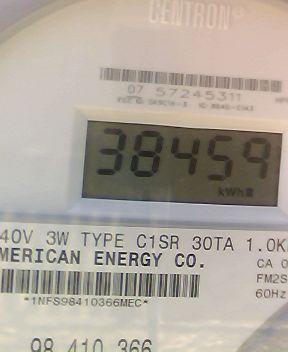 CENTRON®
07 57245311
38459
kWh
40V 3W TYPE C1SR 30TA 1.0K
MERICAN ENERGY CO.
CA 0
FM2S
60Hz
*1NFS98410366MEC*
98 410 366